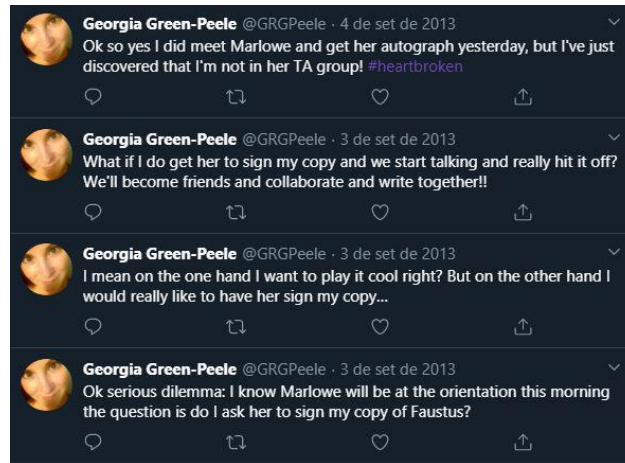 Georgia Green-Peele @GRGPeele · 4 de set de 2013
Ok so yes I did meet Marlowe and get her autograph yesterday, but I've just
discovered that I'm not in her TA group! #heartbroken
Georgia Green-Peele @GRGPeele · 3 de set de 2013
What if I do get her to sign my copy and we start talking and really hit it off?
We'll become friends and collaborate and write together!!
Georgia Green-Peele @GRGPeele · 3 de set de 2013
I mean on the one hand I want to play it cool right? But on the other hand I
would really like to have her sign my copy...
Georgia Green-Peele @GRGPeele · 3 de set de 2013
Ok serious dilemma: I know Marlowe will be at the orientation this morning
the question is do I ask her to sign my copy of Faustus?